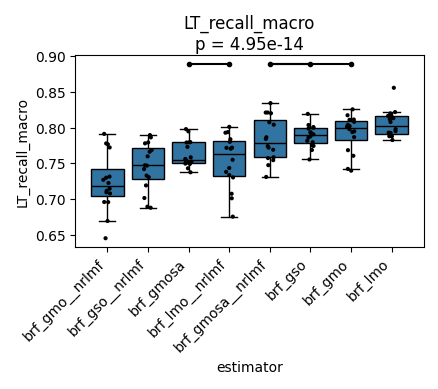 LT_recall_macro
p = 4.95e-14
0.90
0.85
0.80
0.75
0.70
0.65
LT_recall_macro
brf_gmo__nrlmf
brf_gso__nrlmf
brf_gmosa
brf_lmo__nrlmf
brf_gmosa__nrlmf
brf_gso
brf_gmo
brf_lmo
estimator